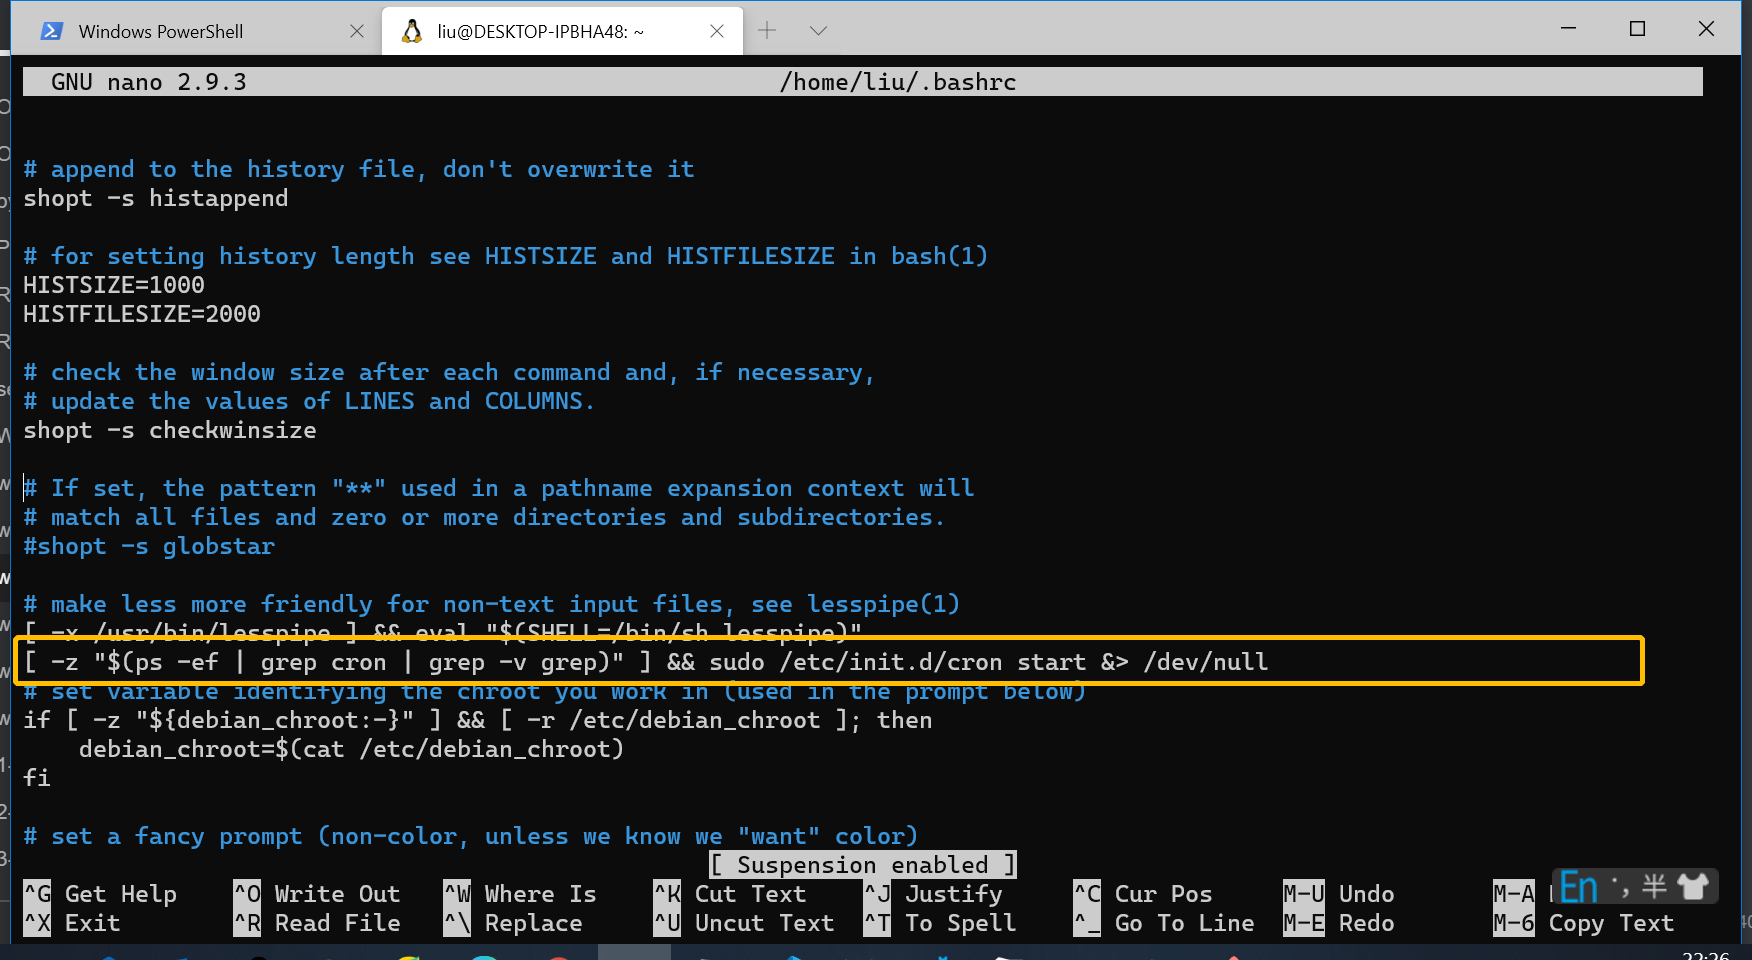 Windows PowerShell
liu@DESKTOP-IPBHA48: ~
GNU nano 2.9.3 /home/liu/.bashrc
# append to the history file, don't overwrite it
shopt -s histappend
# for setting history length see HISTSIZE and HISTFILESIZE in bash(1)
HISTSIZE=1000
HISTFILESIZE=2000
# check the window size after each command and, if necessary,
# update the values of LINES and COLUMNS.
shopt -s checkwinsize
# If set, the pattern "**" used in a pathname expansion context will
# match all files and zero or more directories and subdirectories.
#shopt -s globstar
# make less more friendly for non-text input files, see lesspipe(1)
[ -x /usr/bin/lesspipe ] && eval "$(SHELL=/bin/sh lesspipe)"
[ -z "$(ps -ef | grep cron | grep -v grep)" ] && sudo /etc/init.d/cron start &> /dev/null
# set variable identifying the chroot you work in (used in the prompt below)
if [ -z "${debian_chroot:-}" ] && [ -r /etc/debian_chroot ]; then
    debian_chroot=$(cat /etc/debian_chroot)
fi
# set a fancy prompt (non-color, unless we know we "want" color)
[ Suspension enabled ]
^G Get Help ^O Write Out ^W Where Is ^K Cut Text ^J Justify ^C Cur Pos M-U Undo M-A
En 半
^X Exit ^R Read File ^\ Replace ^U Uncut Text ^T To Spell ^_ Go To Line M-E Redo M-6 Copy Text
22:26